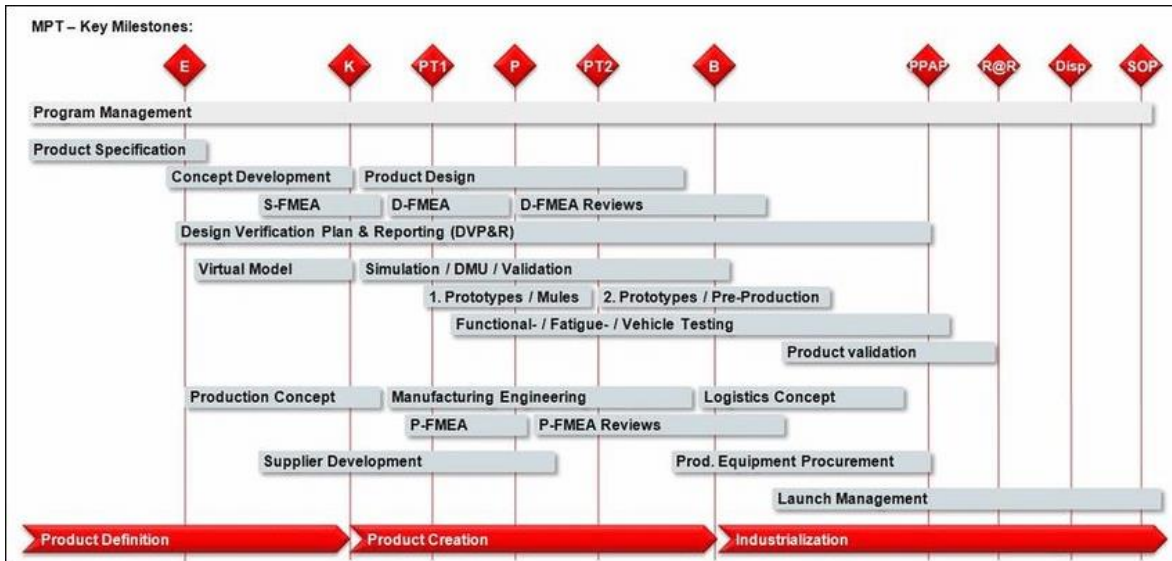 MPT – Key Milestones:
E K PT1 P PT2 B PPAP R@R Disp SOP
Program Management
Product Specification
Concept Development Product Design
S-FMEA D-FMEA D-FMEA Reviews
Design Verification Plan & Reporting (DVP&R)
Virtual Model Simulation / DMU / Validation
1. Prototypes / Mules 2. Prototypes / Pre-Production
Functional- / Fatigue- / Vehicle Testing
Product validation
Production Concept Manufacturing Engineering Logistics Concept
P-FMEA P-FMEA Reviews
Supplier Development Prod. Equipment Procurement
Launch Management
Product Definition Product Creation Industrialization